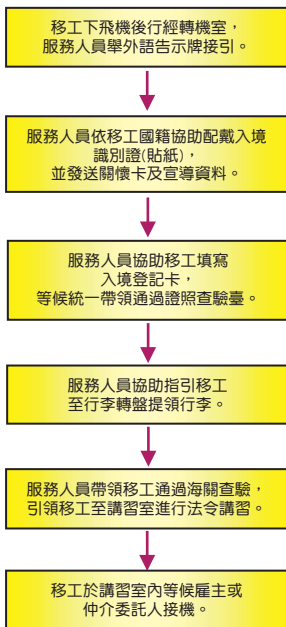 移工下飛機後行經轉機室，
服務人員舉外語告示牌接引。
服務人員依移工國籍協助配戴入境
識別證(貼紙)，
並發送關懷卡及宣導資料。
服務人員協助移工填寫
入境登記卡，
等候統一帶領通過證照查驗臺。
服務人員協助指引移工
至行李轉盤提領行李。
服務人員帶領移工通過海關查驗，
引領移工至講習室進行法令講習。
移工於講習室內等候雇主或
仲介委託人接機。